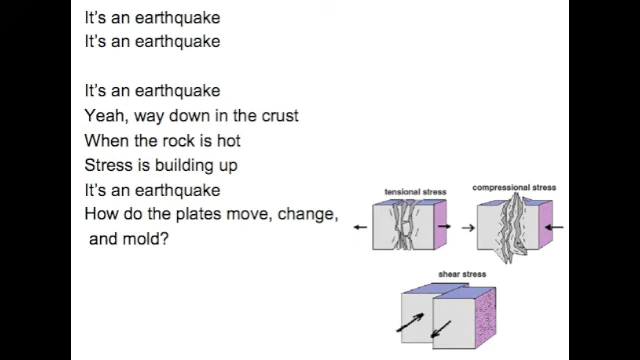 It's an earthquake
It's an earthquake
It's an earthquake
Yeah, way down in the crust
When the rock is hot
Stress is building up
It's an earthquake
How do the plates move, change,
and mold?
tensional stress
compressional stress
shear stress